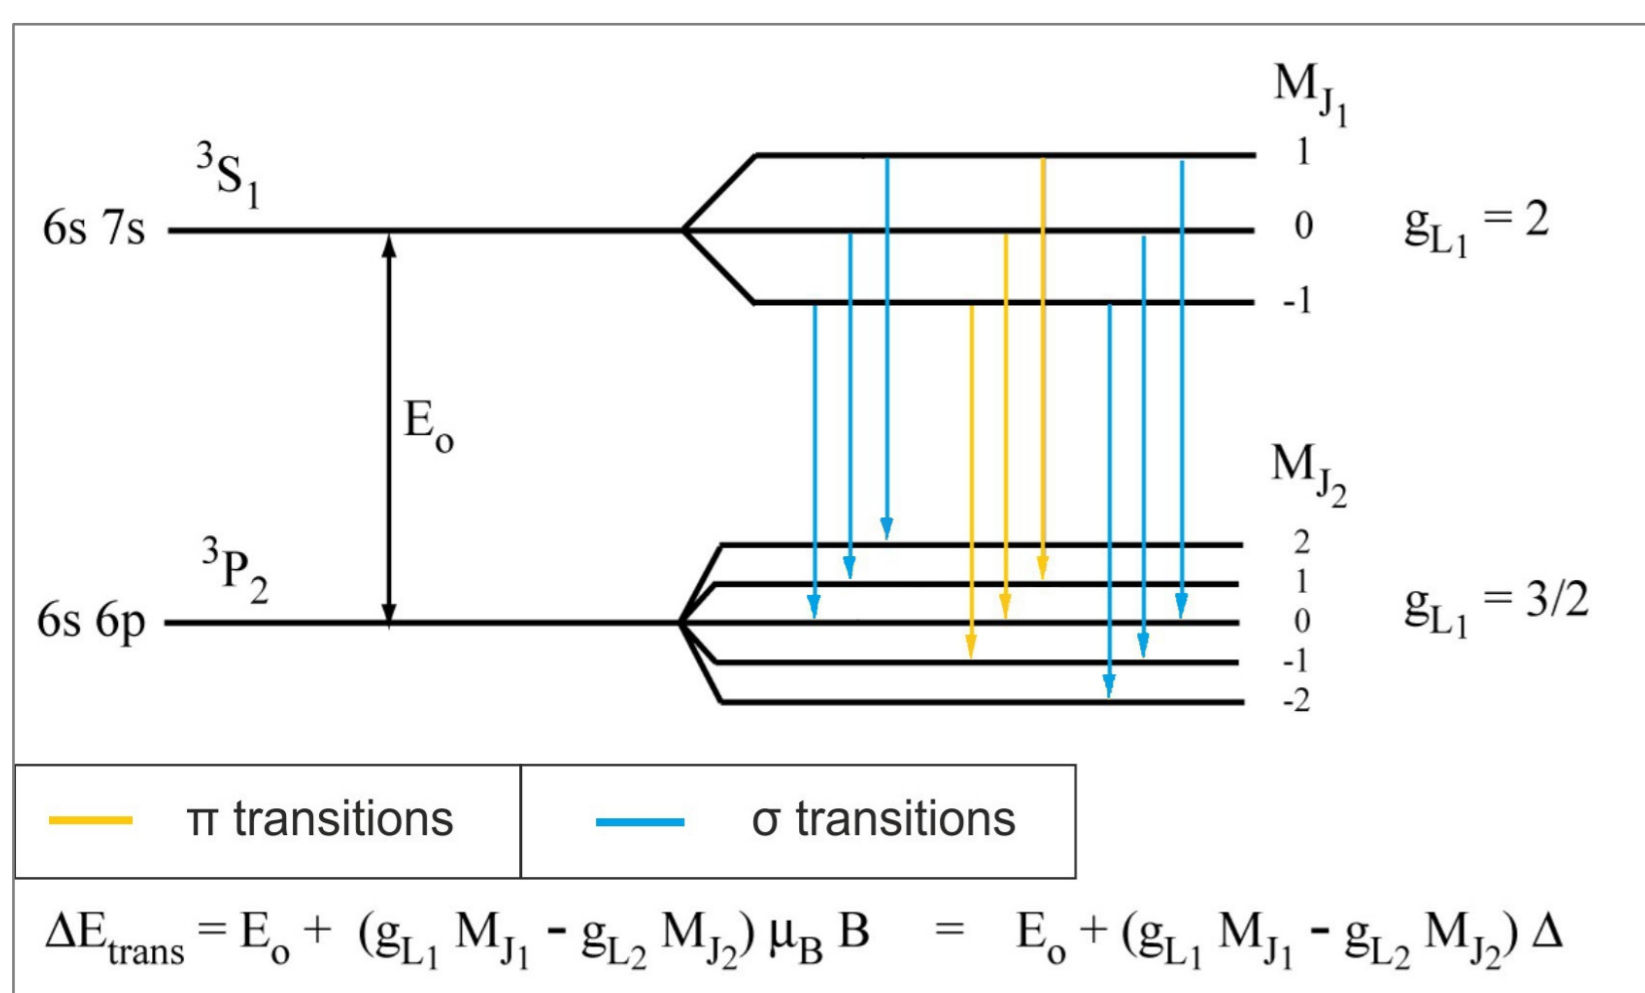 M_J1
³S₁
1
6s 7s
0
g_L1 = 2
-1
E_o
M_J2
³P₂
2
1
6s 6p
0
g_L1 = 3/2
-1
-2
π transitions
σ transitions
ΔE_trans = E_o + (g_L1 M_J1 - g_L2 M_J2) μ_B B = E_o + (g_L1 M_J1 - g_L2 M_J2) Δ